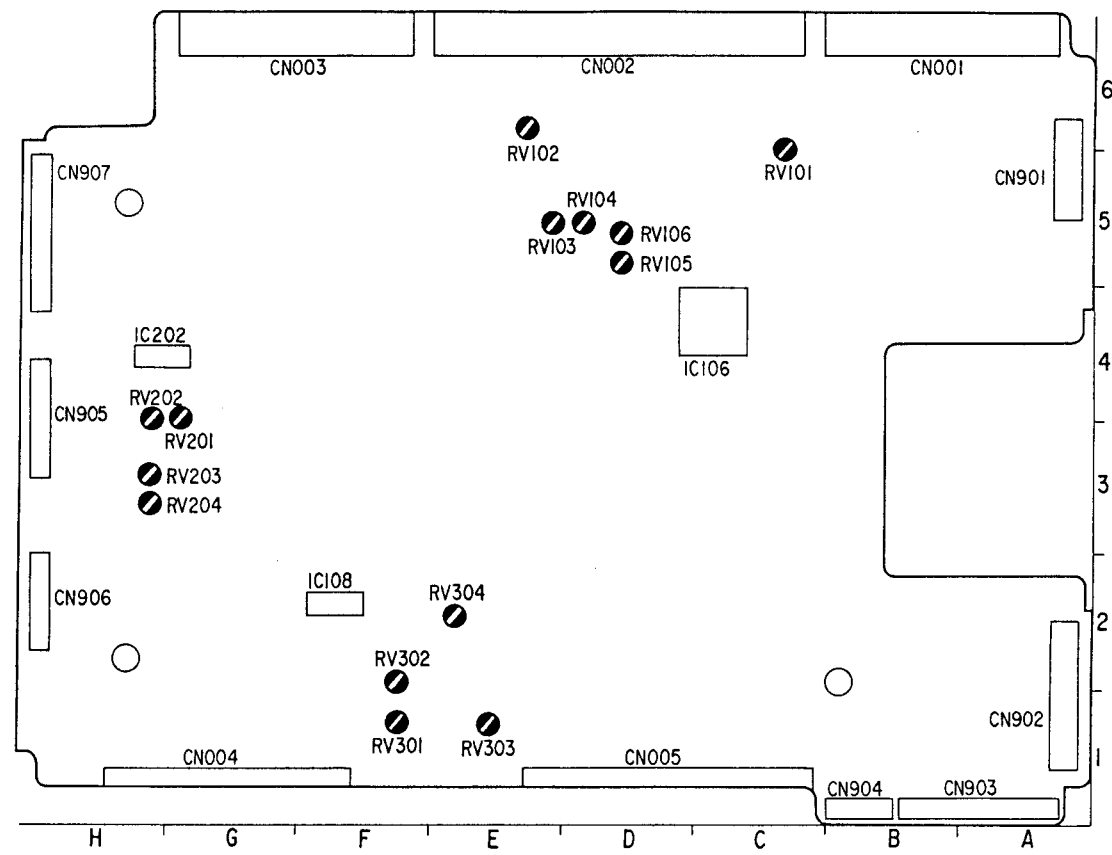 CN003 CN002 CN001
6
RV102
RV101
CN907
CN901
RV104
5
RV103
RV106
RV105
IC202
IC106
4
RV202
CN905
RV201
RV203
3
RV204
IC108
RV304
CN906
2
RV302
CN902
RV301 RV303
CN004 CN005
1
CN904 CN903
H G F E D C B A